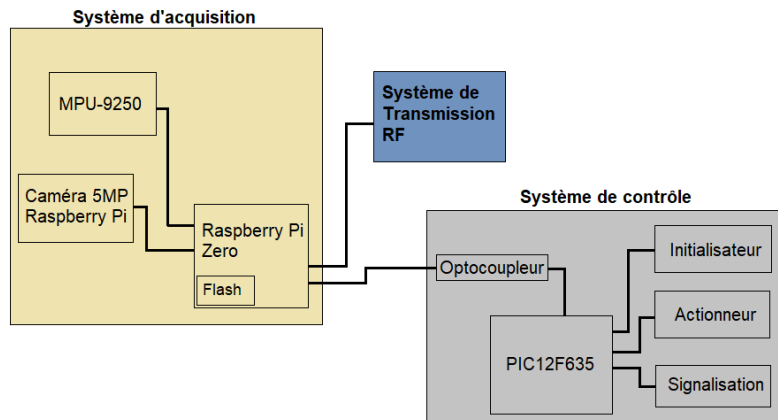 Système d'acquisition
MPU-9250
Caméra 5MP
Raspberry Pi
Raspberry Pi
Zero
Flash
Système de
Transmission
RF
Système de contrôle
Optocoupleur
PIC12F635
Initialisateur
Actionneur
Signalisation